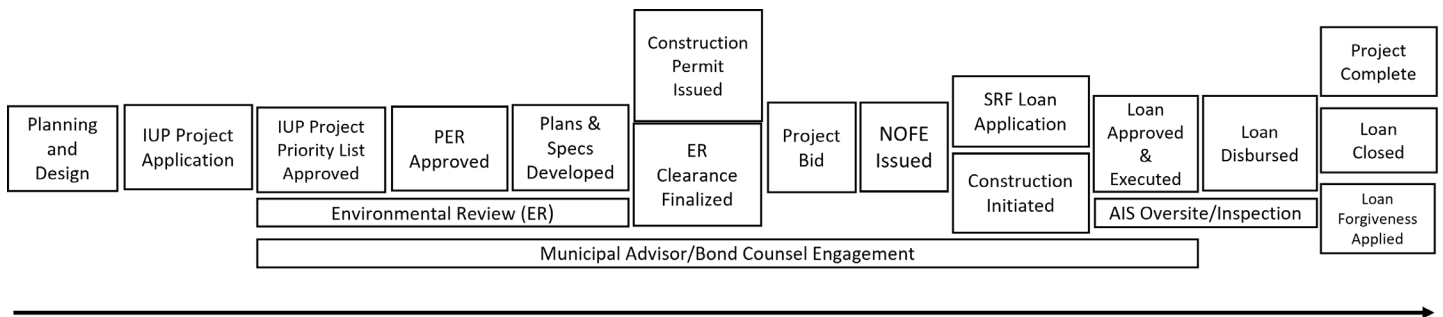 Planning
and
Design
IUP Project
Application
IUP Project
Priority List
Approved
PER
Approved
Plans &
Specs
Developed
Environmental Review (ER)
Construction
Permit
Issued
ER
Clearance
Finalized
Project
Bid
NOFE
Issued
SRF Loan
Application
Construction
Initiated
Loan
Approved
&
Executed
Loan
Disbursed
AIS Oversite/Inspection
Municipal Advisor/Bond Counsel Engagement
Project
Complete
Loan
Closed
Loan
Forgiveness
Applied